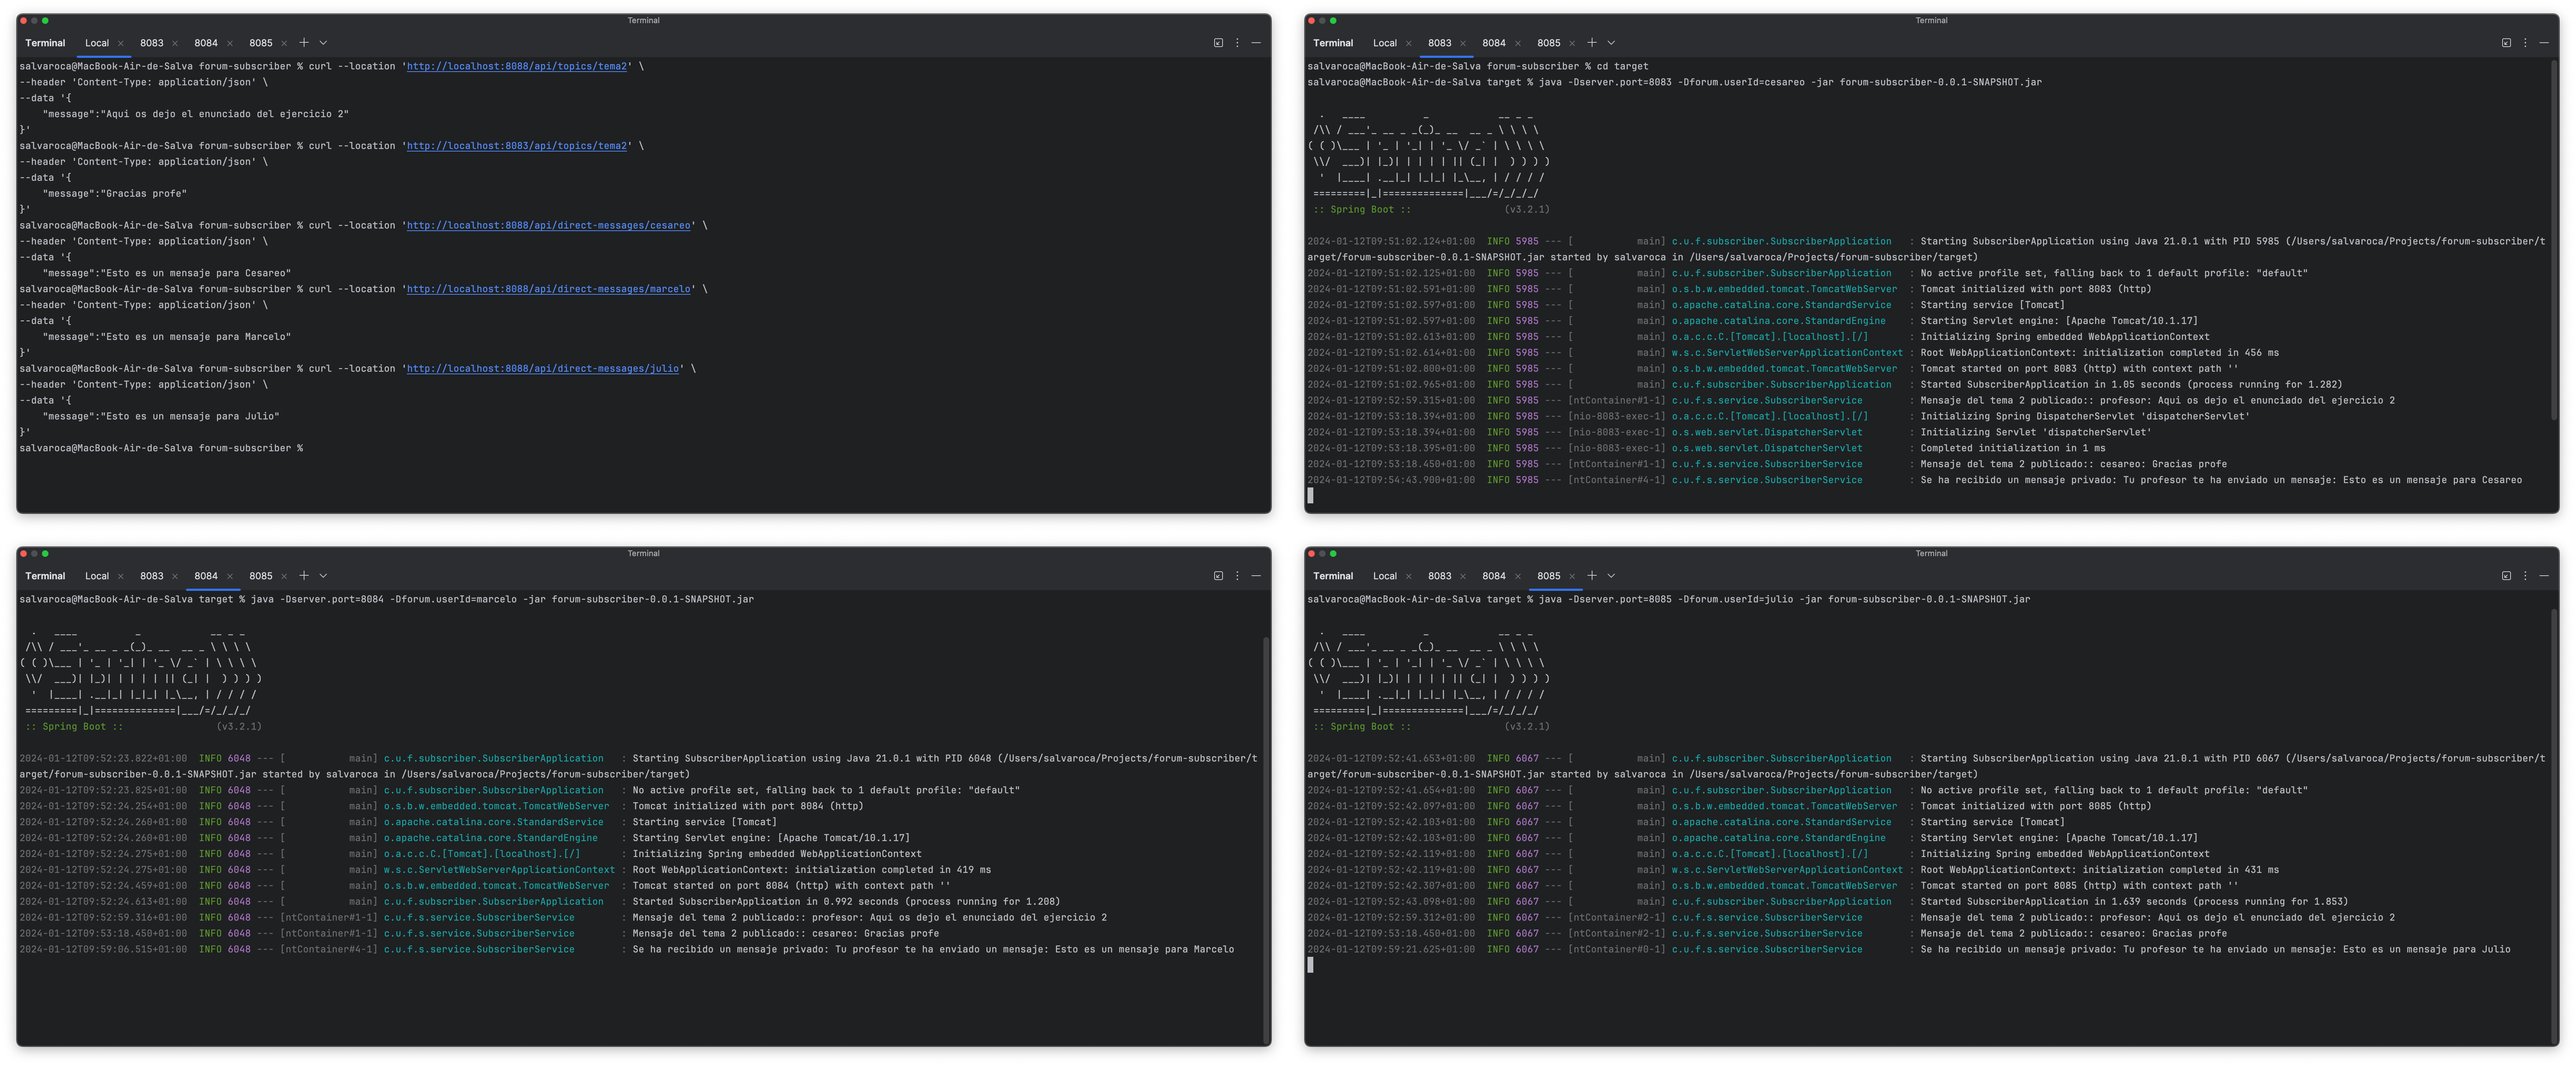 Terminal
Terminal Local × 8083 × 8084 × 8085 ×
salvaroca@MacBook-Air-de-Salva forum-subscriber % curl --location 'http://localhost:8088/api/topics/tema2' \
--header 'Content-Type: application/json' \
--data '{
    "message":"Aqui os dejo el enunciado del ejercicio 2"
}'
salvaroca@MacBook-Air-de-Salva forum-subscriber % curl --location 'http://localhost:8083/api/topics/tema2' \
--header 'Content-Type: application/json' \
--data '{
    "message":"Gracias profe"
}'
salvaroca@MacBook-Air-de-Salva forum-subscriber % curl --location 'http://localhost:8088/api/direct-messages/cesareo' \
--header 'Content-Type: application/json' \
--data '{
    "message":"Esto es un mensaje para Cesareo"
salvaroca@MacBook-Air-de-Salva forum-subscriber % curl --location 'http://localhost:8088/api/direct-messages/marcelo' \
--header 'Content-Type: application/json' \
--data '{
    "message":"Esto es un mensaje para Marcelo"
}'
salvaroca@MacBook-Air-de-Salva forum-subscriber % curl --location 'http://localhost:8088/api/direct-messages/julio' \
--header 'Content-Type: application/json' \
--data '{
    "message":"Esto es un mensaje para Julio"
}'
salvaroca@MacBook-Air-de-Salva forum-subscriber %
Terminal
Terminal Local × 8083 × 8084 × 8085 ×
salvaroca@MacBook-Air-de-Salva forum-subscriber % cd target
salvaroca@MacBook-Air-de-Salva target % java -Dserver.port=8083 -Dforum.userId=cesareo -jar forum-subscriber-0.0.1-SNAPSHOT.jar
  .   ____          _            __ _ _
 /\\ / ___'_ __ _ _(_)_ __  __ _ \ \ \ \
( ( )\___ | '_ | '_| | '_ \/ _` | \ \ \ \
 \\/  ___)| |_)| | | | | || (_| |  ) ) ) )
  '  |____| .__|_| |_|_| |_\__, | / / / /
 =========|_|==============|___/=/_/_/_/
 :: Spring Boot ::                (v3.2.1)
2024-01-12T09:51:02.124+01:00  INFO 5985 --- [           main] c.u.f.subscriber.SubscriberApplication   : Starting SubscriberApplication using Java 21.0.1 with PID 5985 (/Users/salvaroca/Projects/forum-subscriber/t
arget/forum-subscriber-0.0.1-SNAPSHOT.jar started by salvaroca in /Users/salvaroca/Projects/forum-subscriber/target)
2024-01-12T09:51:02.125+01:00  INFO 5985 --- [           main] c.u.f.subscriber.SubscriberApplication   : No active profile set, falling back to 1 default profile: "default"
2024-01-12T09:51:02.591+01:00  INFO 5985 --- [           main] o.s.b.w.embedded.tomcat.TomcatWebServer  : Tomcat initialized with port 8083 (http)
2024-01-12T09:51:02.597+01:00  INFO 5985 --- [           main] o.apache.catalina.core.StandardService   : Starting service [Tomcat]
2024-01-12T09:51:02.597+01:00  INFO 5985 --- [           main] o.apache.catalina.core.StandardEngine    : Starting Servlet engine: [Apache Tomcat/10.1.17]
2024-01-12T09:51:02.613+01:00  INFO 5985 --- [           main] o.a.c.c.C.[Tomcat].[localhost].[/]       : Initializing Spring embedded WebApplicationContext
2024-01-12T09:51:02.614+01:00  INFO 5985 --- [           main] w.s.c.ServletWebServerApplicationContext : Root WebApplicationContext: initialization completed in 456 ms
2024-01-12T09:51:02.800+01:00  INFO 5985 --- [           main] o.s.b.w.embedded.tomcat.TomcatWebServer  : Tomcat started on port 8083 (http) with context path ''
2024-01-12T09:51:02.965+01:00  INFO 5985 --- [           main] c.u.f.subscriber.SubscriberApplication   : Started SubscriberApplication in 1.05 seconds (process running for 1.282)
2024-01-12T09:52:59.315+01:00  INFO 5985 --- [ntContainer#1-1] c.u.f.s.service.SubscriberService        : Mensaje del tema 2 publicado:: profesor: Aqui os dejo el enunciado del ejercicio 2
2024-01-12T09:53:18.394+01:00  INFO 5985 --- [nio-8083-exec-1] o.a.c.c.C.[Tomcat].[localhost].[/]       : Initializing Spring DispatcherServlet 'dispatcherServlet'
2024-01-12T09:53:18.394+01:00  INFO 5985 --- [nio-8083-exec-1] o.s.web.servlet.DispatcherServlet        : Initializing Servlet 'dispatcherServlet'
2024-01-12T09:53:18.395+01:00  INFO 5985 --- [nio-8083-exec-1] o.s.web.servlet.DispatcherServlet        : Completed initialization in 1 ms
2024-01-12T09:53:18.450+01:00  INFO 5985 --- [ntContainer#1-1] c.u.f.s.service.SubscriberService        : Mensaje del tema 2 publicado:: cesareo: Gracias profe
2024-01-12T09:54:43.900+01:00  INFO 5985 --- [ntContainer#4-1] c.u.f.s.service.SubscriberService        : Se ha recibido un mensaje privado: Tu profesor te ha enviado un mensaje: Esto es un mensaje para Cesareo
Terminal
Terminal Local × 8083 × 8084 × 8085 ×
salvaroca@MacBook-Air-de-Salva target % java -Dserver.port=8084 -Dforum.userId=marcelo -jar forum-subscriber-0.0.1-SNAPSHOT.jar
  .   ____          _            __ _ _
 /\\ / ___'_ __ _ _(_)_ __  __ _ \ \ \ \
( ( )\___ | '_ | '_| | '_ \/ _` | \ \ \ \
 \\/  ___)| |_)| | | | | || (_| |  ) ) ) )
  '  |____| .__|_| |_|_| |_\__, | / / / /
 =========|_|==============|___/=/_/_/_/
 :: Spring Boot ::                (v3.2.1)
2024-01-12T09:52:23.822+01:00  INFO 6048 --- [           main] c.u.f.subscriber.SubscriberApplication   : Starting SubscriberApplication using Java 21.0.1 with PID 6048 (/Users/salvaroca/Projects/forum-subscriber/t
arget/forum-subscriber-0.0.1-SNAPSHOT.jar started by salvaroca in /Users/salvaroca/Projects/forum-subscriber/target)
2024-01-12T09:52:23.825+01:00  INFO 6048 --- [           main] c.u.f.subscriber.SubscriberApplication   : No active profile set, falling back to 1 default profile: "default"
2024-01-12T09:52:24.254+01:00  INFO 6048 --- [           main] o.s.b.w.embedded.tomcat.TomcatWebServer  : Tomcat initialized with port 8084 (http)
2024-01-12T09:52:24.260+01:00  INFO 6048 --- [           main] o.apache.catalina.core.StandardService   : Starting service [Tomcat]
2024-01-12T09:52:24.260+01:00  INFO 6048 --- [           main] o.apache.catalina.core.StandardEngine    : Starting Servlet engine: [Apache Tomcat/10.1.17]
2024-01-12T09:52:24.275+01:00  INFO 6048 --- [           main] o.a.c.c.C.[Tomcat].[localhost].[/]       : Initializing Spring embedded WebApplicationContext
2024-01-12T09:52:24.275+01:00  INFO 6048 --- [           main] w.s.c.ServletWebServerApplicationContext : Root WebApplicationContext: initialization completed in 419 ms
2024-01-12T09:52:24.459+01:00  INFO 6048 --- [           main] o.s.b.w.embedded.tomcat.TomcatWebServer  : Tomcat started on port 8084 (http) with context path ''
2024-01-12T09:52:24.613+01:00  INFO 6048 --- [           main] c.u.f.subscriber.SubscriberApplication   : Started SubscriberApplication in 0.992 seconds (process running for 1.208)
2024-01-12T09:52:59.316+01:00  INFO 6048 --- [ntContainer#1-1] c.u.f.s.service.SubscriberService        : Mensaje del tema 2 publicado:: profesor: Aqui os dejo el enunciado del ejercicio 2
2024-01-12T09:53:18.450+01:00  INFO 6048 --- [ntContainer#1-1] c.u.f.s.service.SubscriberService        : Mensaje del tema 2 publicado:: cesareo: Gracias profe
2024-01-12T09:59:06.515+01:00  INFO 6048 --- [ntContainer#4-1] c.u.f.s.service.SubscriberService        : Se ha recibido un mensaje privado: Tu profesor te ha enviado un mensaje: Esto es un mensaje para Marcelo
Terminal
Terminal Local × 8083 × 8084 × 8085 ×
salvaroca@MacBook-Air-de-Salva target % java -Dserver.port=8085 -Dforum.userId=julio -jar forum-subscriber-0.0.1-SNAPSHOT.jar
  .   ____          _            __ _ _
 /\\ / ___'_ __ _ _(_)_ __  __ _ \ \ \ \
( ( )\___ | '_ | '_| | '_ \/ _` | \ \ \ \
 \\/  ___)| |_)| | | | | || (_| |  ) ) ) )
  '  |____| .__|_| |_|_| |_\__, | / / / /
 =========|_|==============|___/=/_/_/_/
 :: Spring Boot ::                (v3.2.1)
2024-01-12T09:52:41.653+01:00  INFO 6067 --- [           main] c.u.f.subscriber.SubscriberApplication   : Starting SubscriberApplication using Java 21.0.1 with PID 6067 (/Users/salvaroca/Projects/forum-subscriber/t
arget/forum-subscriber-0.0.1-SNAPSHOT.jar started by salvaroca in /Users/salvaroca/Projects/forum-subscriber/target)
2024-01-12T09:52:41.654+01:00  INFO 6067 --- [           main] c.u.f.subscriber.SubscriberApplication   : No active profile set, falling back to 1 default profile: "default"
2024-01-12T09:52:42.097+01:00  INFO 6067 --- [           main] o.s.b.w.embedded.tomcat.TomcatWebServer  : Tomcat initialized with port 8085 (http)
2024-01-12T09:52:42.103+01:00  INFO 6067 --- [           main] o.apache.catalina.core.StandardService   : Starting service [Tomcat]
2024-01-12T09:52:42.103+01:00  INFO 6067 --- [           main] o.apache.catalina.core.StandardEngine    : Starting Servlet engine: [Apache Tomcat/10.1.17]
2024-01-12T09:52:42.119+01:00  INFO 6067 --- [           main] o.a.c.c.C.[Tomcat].[localhost].[/]       : Initializing Spring embedded WebApplicationContext
2024-01-12T09:52:42.119+01:00  INFO 6067 --- [           main] w.s.c.ServletWebServerApplicationContext : Root WebApplicationContext: initialization completed in 431 ms
2024-01-12T09:52:42.307+01:00  INFO 6067 --- [           main] o.s.b.w.embedded.tomcat.TomcatWebServer  : Tomcat started on port 8085 (http) with context path ''
2024-01-12T09:52:43.098+01:00  INFO 6067 --- [           main] c.u.f.subscriber.SubscriberApplication   : Started SubscriberApplication in 1.639 seconds (process running for 1.853)
2024-01-12T09:52:59.312+01:00  INFO 6067 --- [ntContainer#2-1] c.u.f.s.service.SubscriberService        : Mensaje del tema 2 publicado:: profesor: Aqui os dejo el enunciado del ejercicio 2
2024-01-12T09:53:18.450+01:00  INFO 6067 --- [ntContainer#2-1] c.u.f.s.service.SubscriberService        : Mensaje del tema 2 publicado:: cesareo: Gracias profe
2024-01-12T09:59:21.625+01:00  INFO 6067 --- [ntContainer#0-1] c.u.f.s.service.SubscriberService        : Se ha recibido un mensaje privado: Tu profesor te ha enviado un mensaje: Esto es un mensaje para Julio